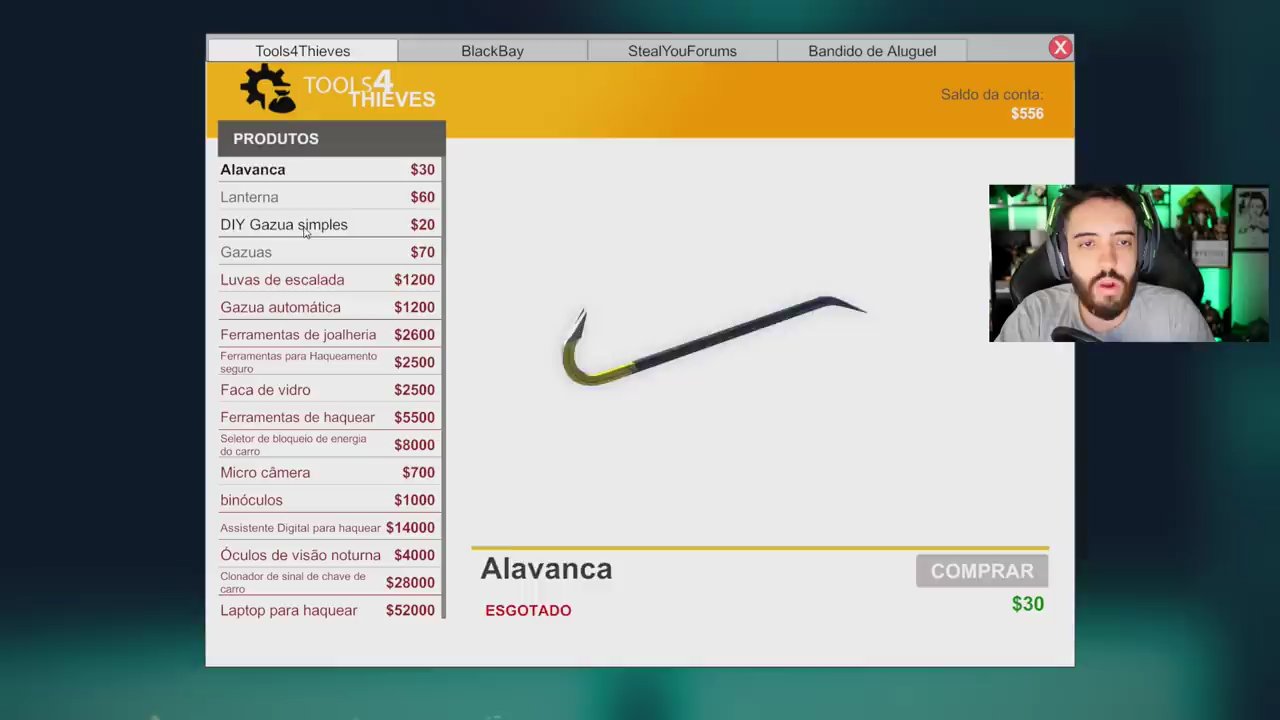 Tools4Thieves
BlackBay
StealYouForums
Bandido de Aluguel
X
TOOLS4
THIEVES
Saldo da conta:
$556
PRODUTOS
Alavanca $30
Lanterna $60
DIY Gazua simples $20
Gazuas $70
Luvas de escalada $1200
Gazua automática $1200
Ferramentas de joalheria $2600
Ferramentas para Haqueamento
seguro $2500
Faca de vidro $2500
Ferramentas de haquear $5500
Seletor de bloqueio de energia
do carro $8000
Micro câmera $700
binóculos $1000
Assistente Digital para haquear $14000
Óculos de visão noturna $4000
Clonador de sinal de chave de
carro $28000
Laptop para haquear $52000
Alavanca
COMPRAR
ESGOTADO
$30